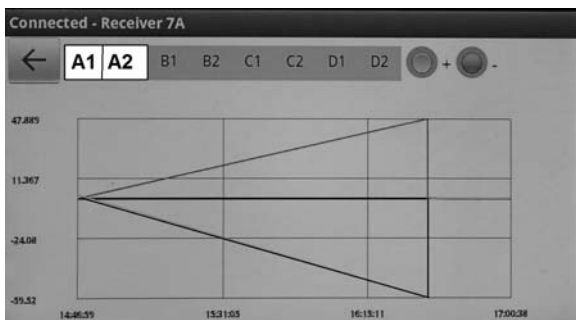 Connected - Receiver 7A
A1 A2 B1 B2 C1 C2 D1 D2 + -
47.885
11.367
-24.08
-59.52
14:46:59 15:31:05 16:15:11 17:00:38